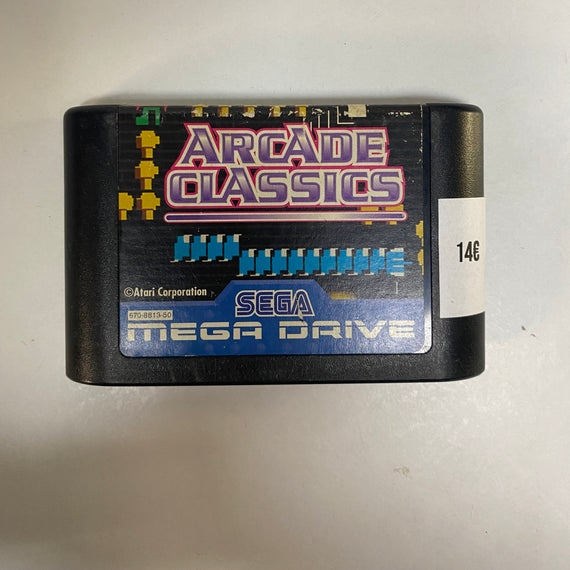 ARCADE
CLASSICS
14€
©Atari Corporation
SEGA
670-8813-50
MEGA DRIVE